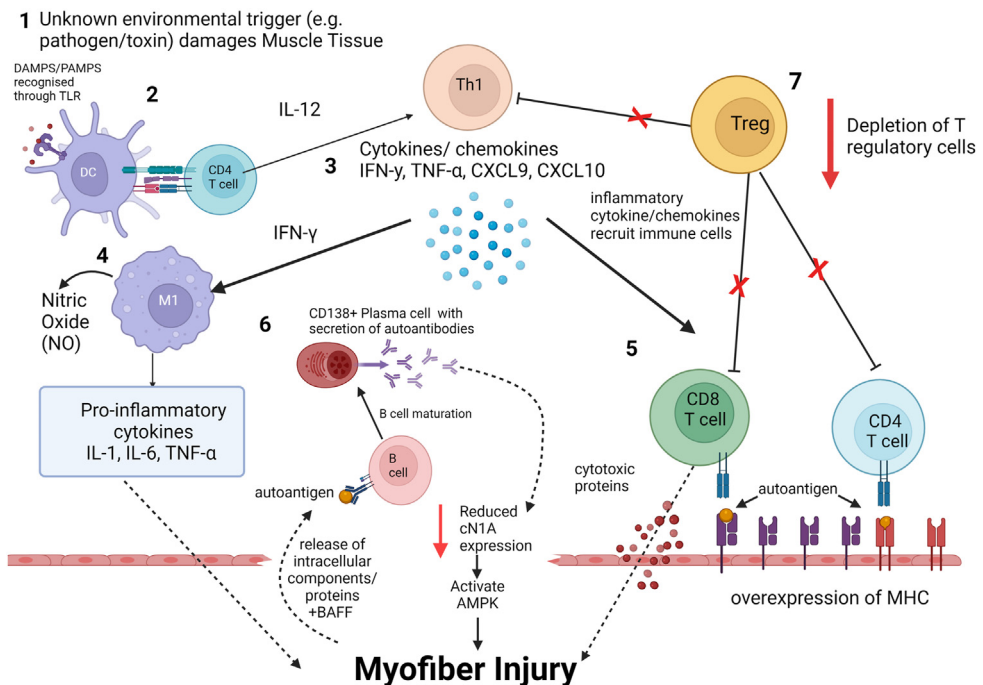 1 Unknown environmental trigger (e.g.
pathogen/toxin) damages Muscle Tissue
DAMPS/PAMPS
recognised
through TLR
2
DC
CD4
T cell
IL-12
Th1
3
Cytokines/ chemokines
IFN-γ, TNF-α, CXCL9, CXCL10
IFN-γ
inflammatory
cytokine/chemokines
recruit immune cells
7
Treg
Depletion of T
regulatory cells
4
M1
Nitric
Oxide
(NO)
Pro-inflammatory
cytokines
IL-1, IL-6, TNF-α
6
CD138+ Plasma cell with
secretion of autoantibodies
B cell maturation
B
cell
autoantigen
release of
intracellular
components/
proteins
+BAFF
Reduced
cN1A
expression
Activate
AMPK
5
CD8
T cell
CD4
T cell
cytotoxic
proteins
autoantigen
overexpression of MHC
Myofiber Injury